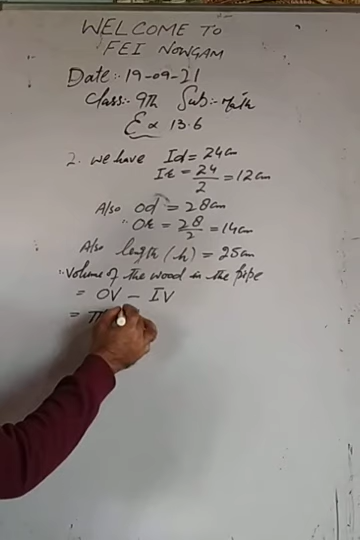 WELCOME TO
FEI NOWGAM
Date:- 19-09-21
Class:- 9th Sub:- Math
Ex 13.6
2. we have Id = 24cm
Ir = 24/2 = 12cm
Also Od = 28cm
∵ Or = 28/2 = 14cm
Also length (h) = 25cm
∴ Volume of the wood in the pipe
= OV - IV
= π